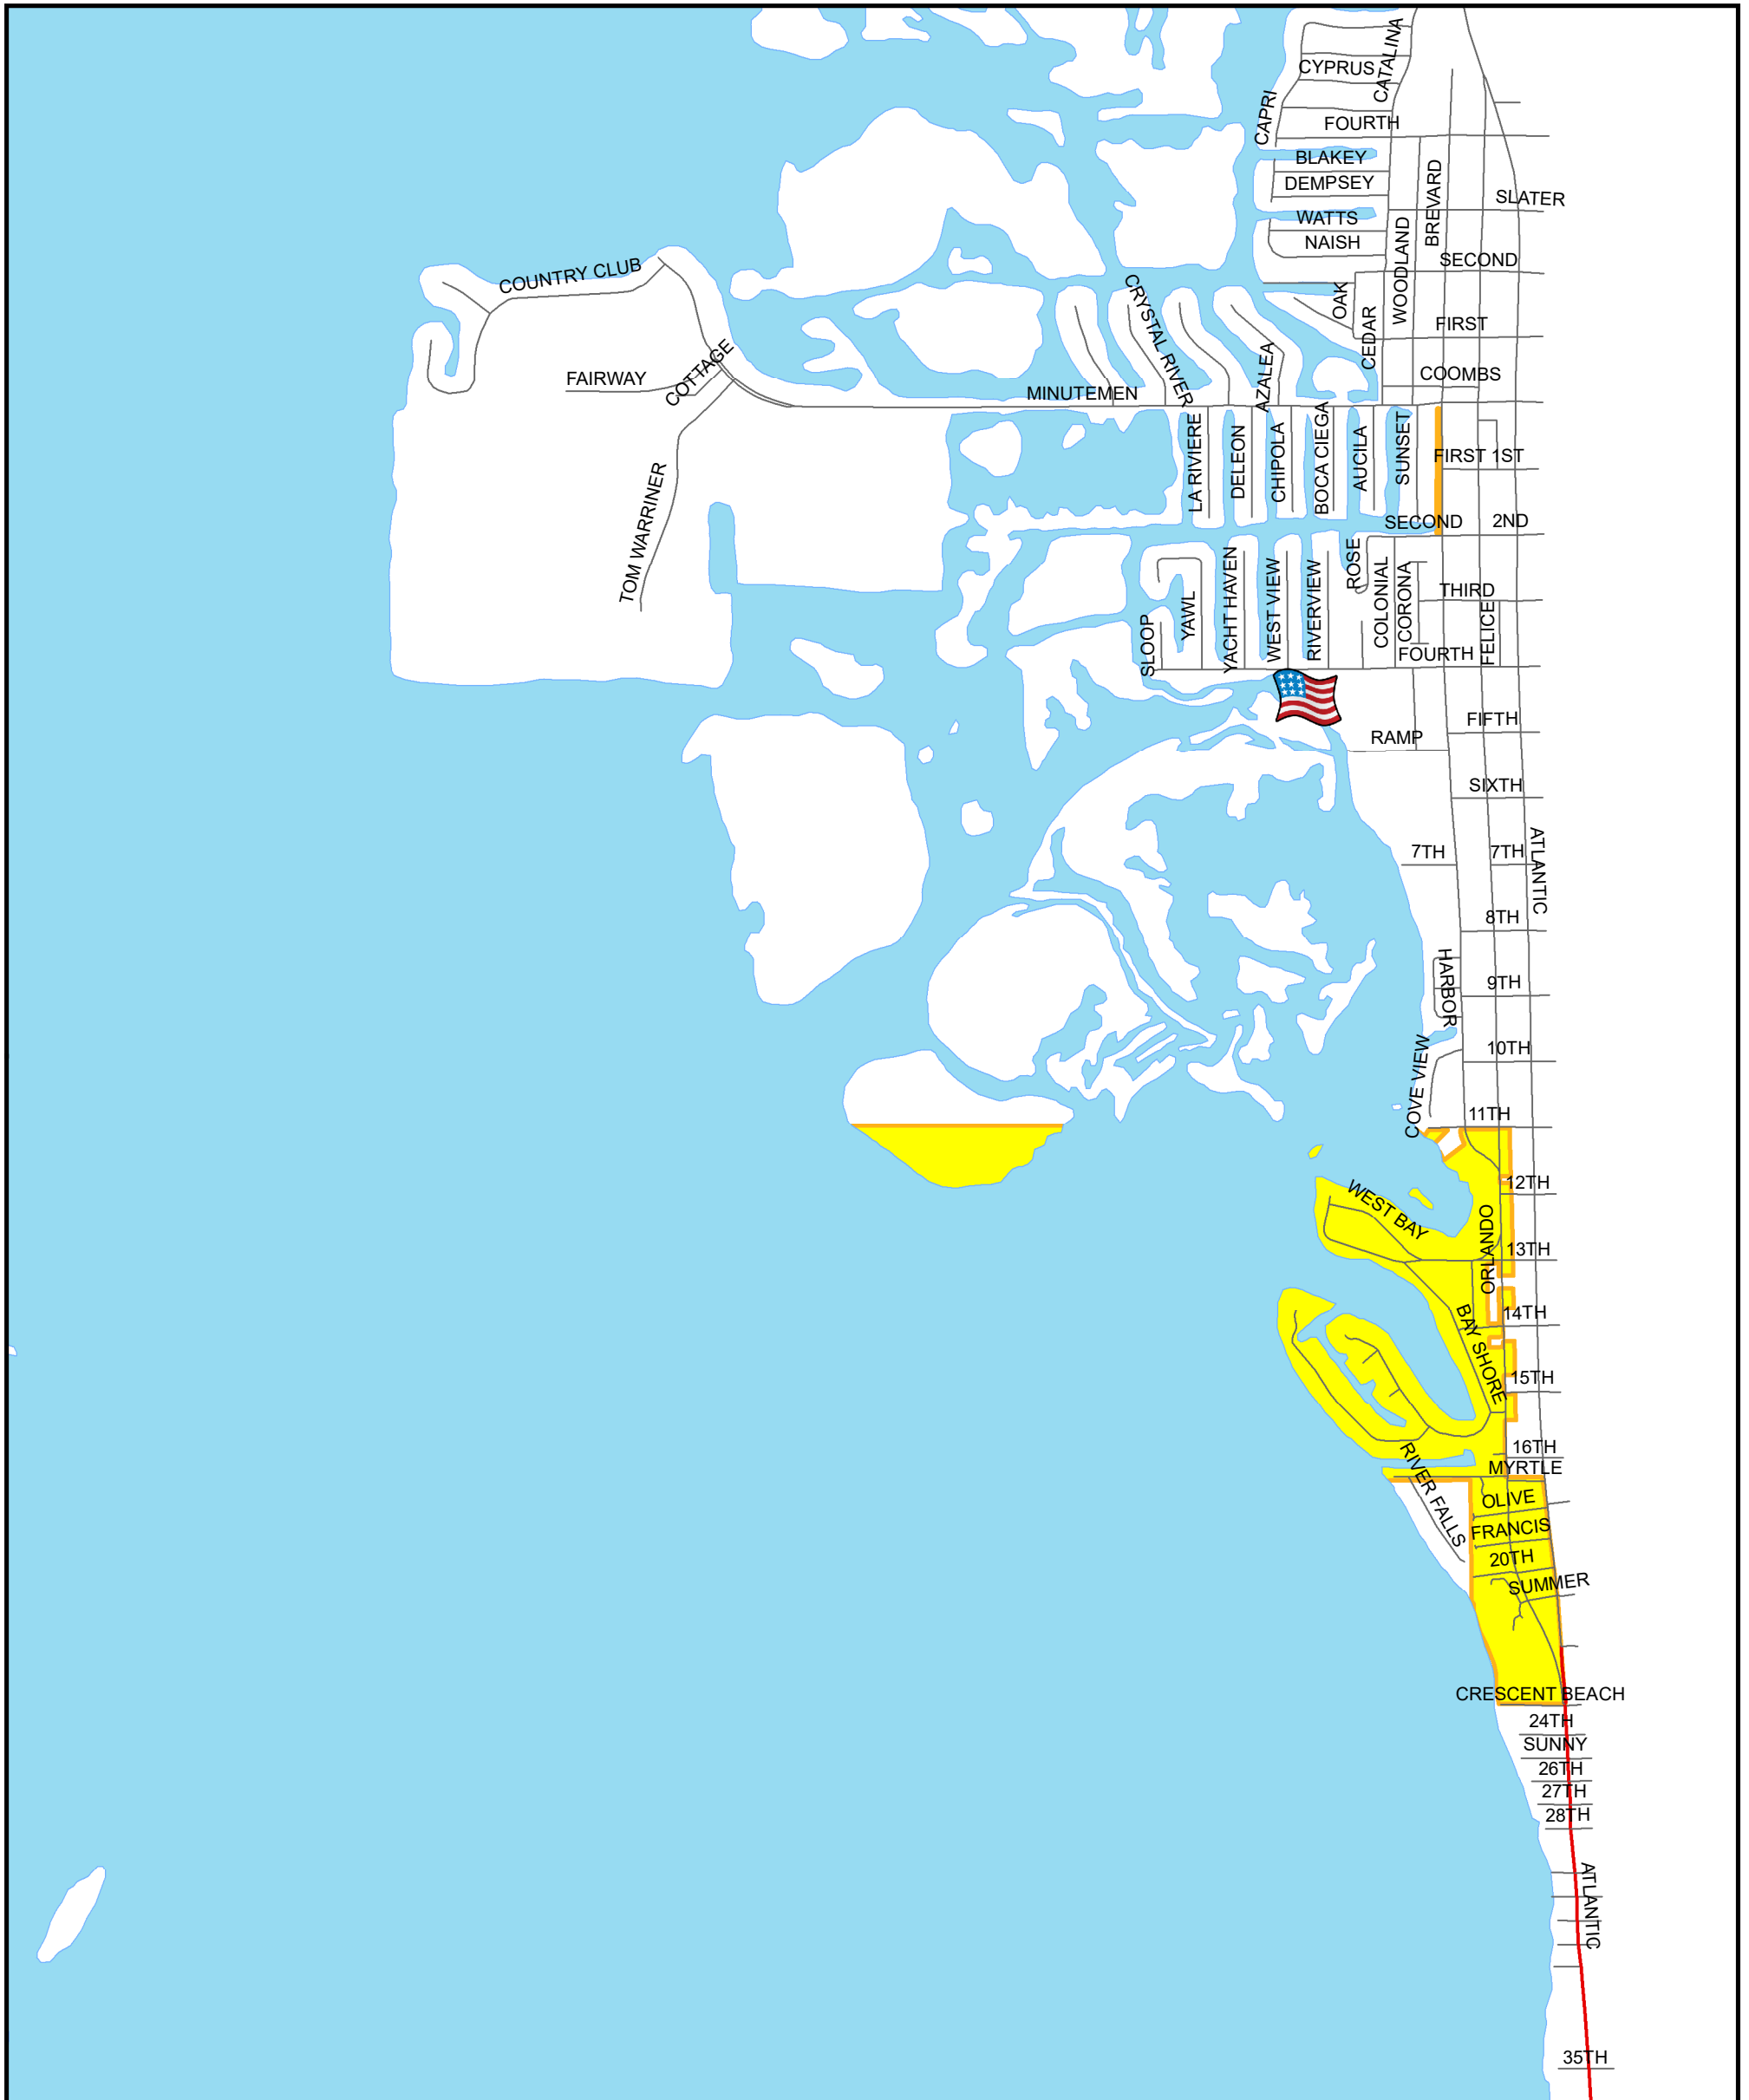 CATALINA
CYPRUS
CAPRI
FOURTH
BLAKEY
DEMPSEY
BREVARD
SLATER
WATTS
NAISH
WOODLAND
SECOND
COUNTRY CLUB
CRYSTAL RIVER
OAK
FIRST
CEDAR
COTTAGE
AZALEA
FAIRWAY
COOMBS
MINUTEMEN
LA RIVIERE
DELEON
CHIPOLA
BOCA CIEGA
AUCILA
SUNSET
FIRST
1ST
TOM WARRINER
SECOND
2ND
ROSE
YACHT HAVEN
WEST VIEW
RIVERVIEW
COLONIAL
CORONA
THIRD
YAWL
SLOOP
FELICE
FOURTH
FIFTH
RAMP
SIXTH
ATLANTIC
7TH
7TH
8TH
HARBOR
9TH
COVE VIEW
10TH
11TH
12TH
WEST BAY
ORLANDO
13TH
BAY SHORE
14TH
15TH
16TH
RIVER FALLS
MYRTLE
OLIVE
FRANCIS
20TH
SUMMER
CRESCENT BEACH
24TH
SUNNY
26TH
27TH
28TH
ATLANTIC
35TH